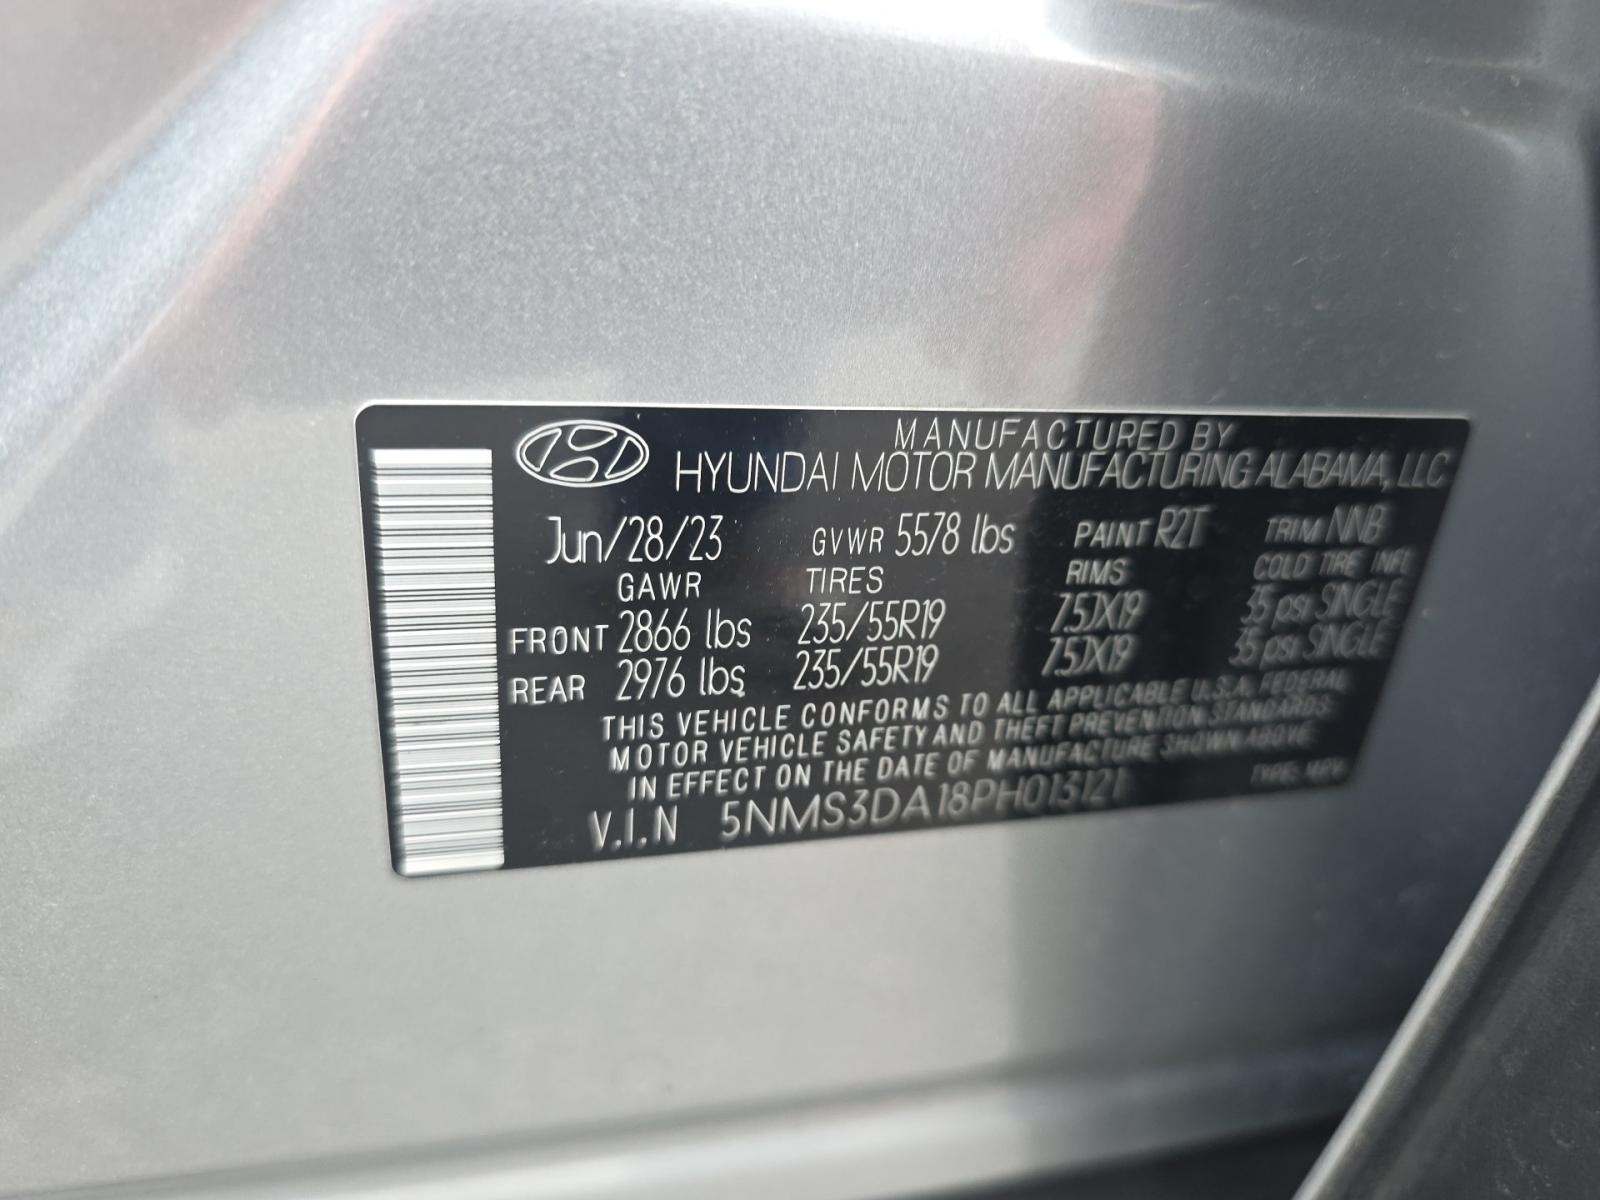 MANUFACTURED BY
HYUNDAI MOTOR MANUFACTURING ALABAMA, LLC
Jun/28/23 GVWR 5578 lbs PAINT R2T TRIM NNB
GAWR TIRES RIMS COLD TIRE INFL
FRONT 2866 lbs 235/55R19 7.5JX19 35 psi SINGLE
REAR 2976 lbs 235/55R19 7.5JX19 35 psi SINGLE
THIS VEHICLE CONFORMS TO ALL APPLICABLE U.S.A. FEDERAL
MOTOR VEHICLE SAFETY AND THEFT PREVENTION STANDARDS
IN EFFECT ON THE DATE OF MANUFACTURE SHOWN ABOVE
V.I.N 5NMS3DA18PH013121 TYPE: MPV